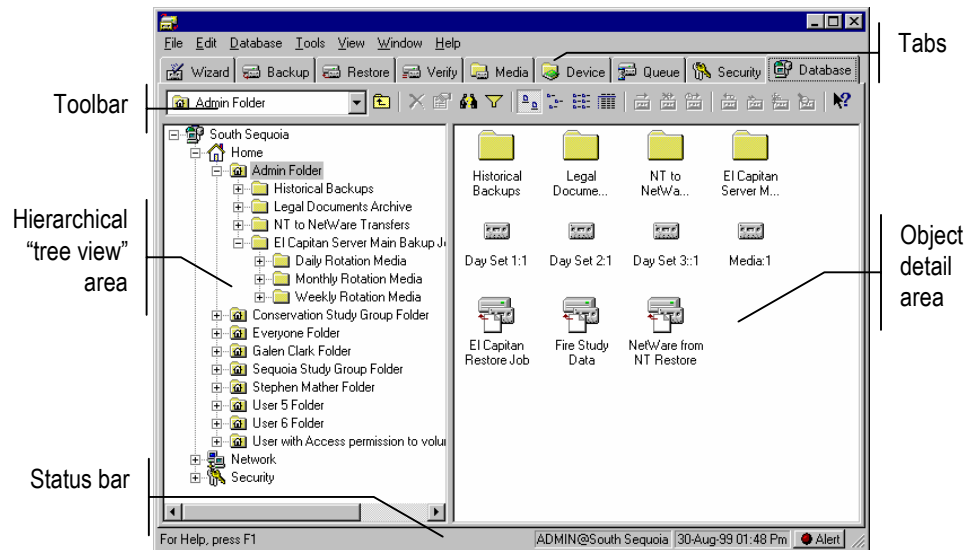 File Edit Database Tools View Window Help
Wizard Backup Restore Verify Media Device Queue Security Database
Tabs
Toolbar
Admin Folder
South Sequoia
Home
Admin Folder
Historical Backups
Legal Documents Archive
NT to NetWare Transfers
El Capitan Server Main Bakup J
Daily Rotation Media
Monthly Rotation Media
Weekly Rotation Media
Conservation Study Group Folder
Everyone Folder
Galen Clark Folder
Sequoia Study Group Folder
Stephen Mather Folder
User 5 Folder
User 6 Folder
User with Access permission to volu
Network
Security
Hierarchical
“tree view”
area
Historical
Backups
Legal
Docume...
NT to
NetWa...
El Capitan
Server M...
Day Set 1:1
Day Set 2:1
Day Set 3::1
Media:1
El Capitan
Restore Job
Fire Study
Data
NetWare from
NT Restore
Object
detail
area
Status bar
For Help, press F1
ADMIN@South Sequoia
30-Aug-99 01:48 Pm
Alert